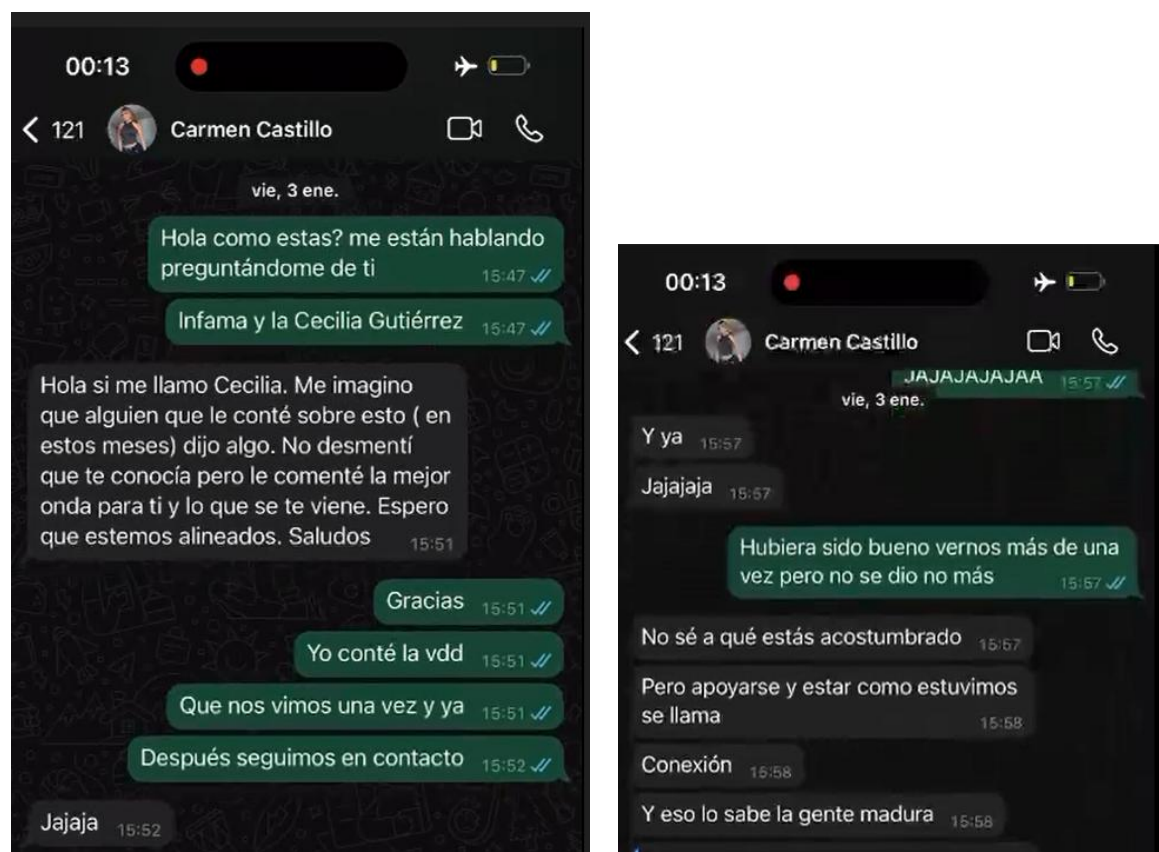 00:13
121
Carmen Castillo
vie, 3 ene.
Hola como estas? me están hablando
preguntándome de ti
15:47
Infama y la Cecilia Gutiérrez
15:47
Hola si me llamo Cecilia. Me imagino
que alguien que le conté sobre esto ( en
estos meses) dijo algo. No desmentí
que te conocía pero le comenté la mejor
onda para ti y lo que se te viene. Espero
que estemos alineados. Saludos
15:51
Gracias
15:51
Yo conté la vdd
15:51
Que nos vimos una vez y ya
15:51
Después seguimos en contacto
15:52
Jajaja
15:52
00:13
121
Carmen Castillo
JAJAJAJAJAA
15:57
vie, 3 ene.
Y ya
15:57
Jajajaja
15:57
Hubiera sido bueno vernos más de una
vez pero no se dio no más
15:57
No sé a qué estás acostumbrado
15:57
Pero apoyarse y estar como estuvimos
se llama
15:58
Conexión
15:58
Y eso lo sabe la gente madura
15:58